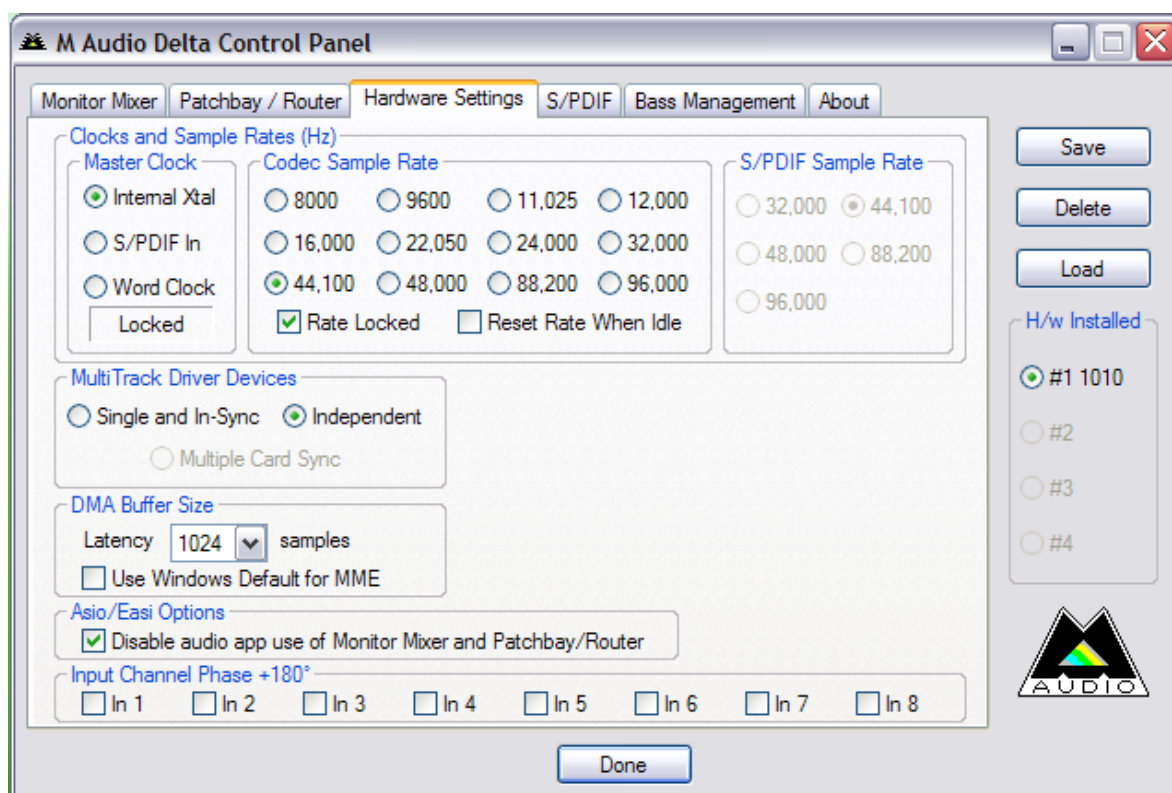 M Audio Delta Control Panel
Monitor Mixer Patchbay / Router Hardware Settings S/PDIF Bass Management About
Clocks and Sample Rates (Hz)
Master Clock
Internal Xtal
S/PDIF In
Word Clock
Locked
Codec Sample Rate
8000 9600 11,025 12,000
16,000 22,050 24,000 32,000
44,100 48,000 88,200 96,000
Rate Locked Reset Rate When Idle
S/PDIF Sample Rate
32,000 44,100
48,000 88,200
96,000
MultiTrack Driver Devices
Single and In-Sync Independent
Multiple Card Sync
DMA Buffer Size
Latency 1024 samples
Use Windows Default for MME
Asio/Easi Options
Disable audio app use of Monitor Mixer and Patchbay/Router
Input Channel Phase +180°
In 1 In 2 In 3 In 4 In 5 In 6 In 7 In 8
Save
Delete
Load
H/w Installed
#1 1010
#2
#3
#4
AUDIO
Done